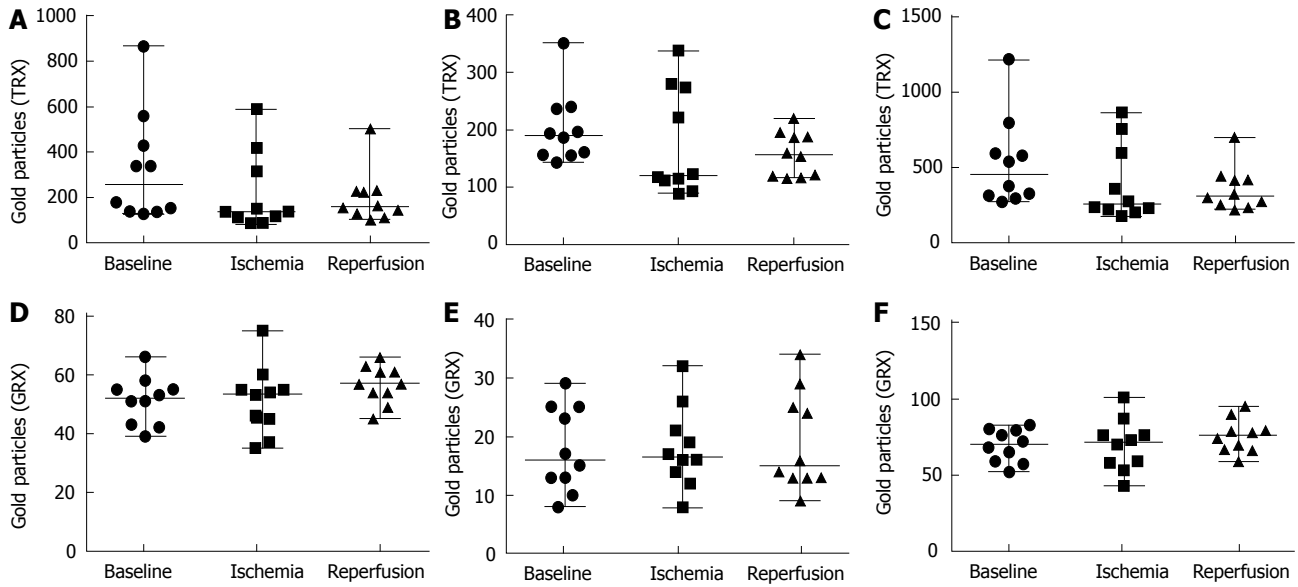 A
Gold particles (TRX)
1000
800
600
400
200
0
Baseline Ischemia Reperfusion
B
Gold particles (TRX)
400
300
200
100
0
Baseline Ischemia Reperfusion
C
Gold particles (TRX)
1500
1000
500
0
Baseline Ischemia Reperfusion
D
Gold particles (GRX)
80
60
40
20
0
Baseline Ischemia Reperfusion
E
Gold particles (GRX)
40
30
20
10
0
Baseline Ischemia Reperfusion
F
Gold particles (GRX)
150
100
50
0
Baseline Ischemia Reperfusion